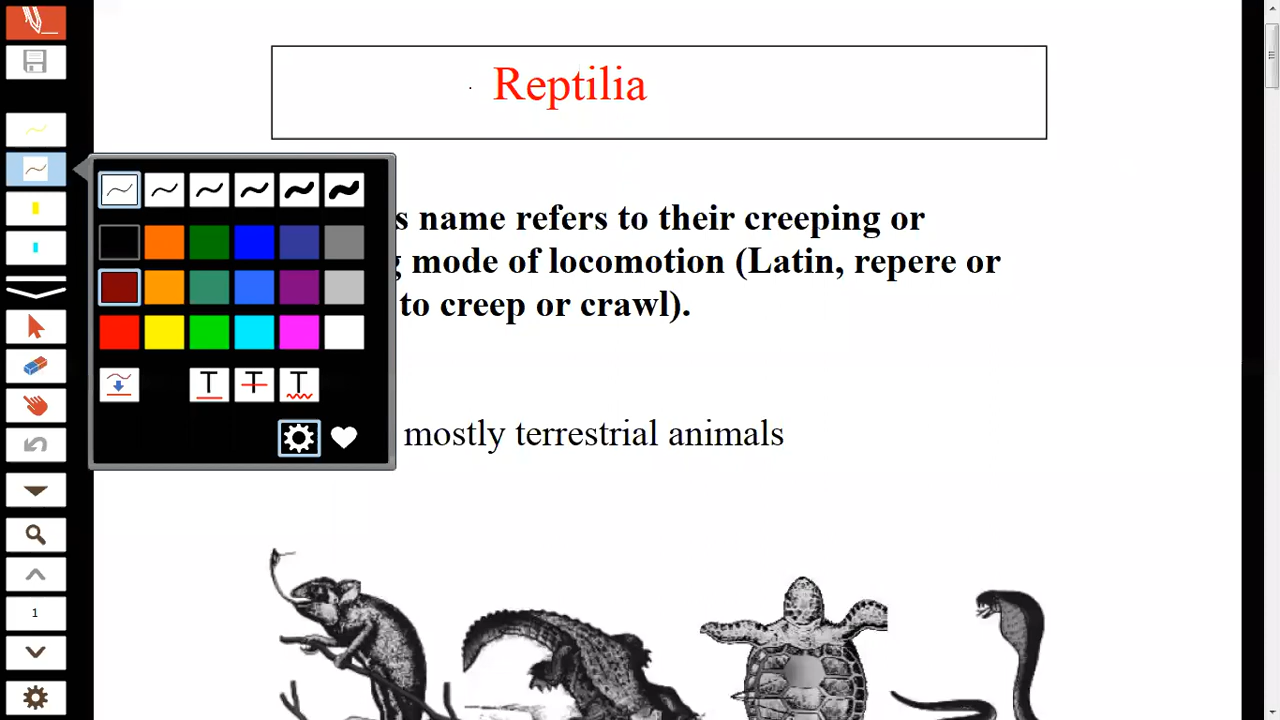 Reptilia
s name refers to their creeping or
mode of locomotion (Latin, repere or
to creep or crawl).
mostly terrestrial animals
T T T
1